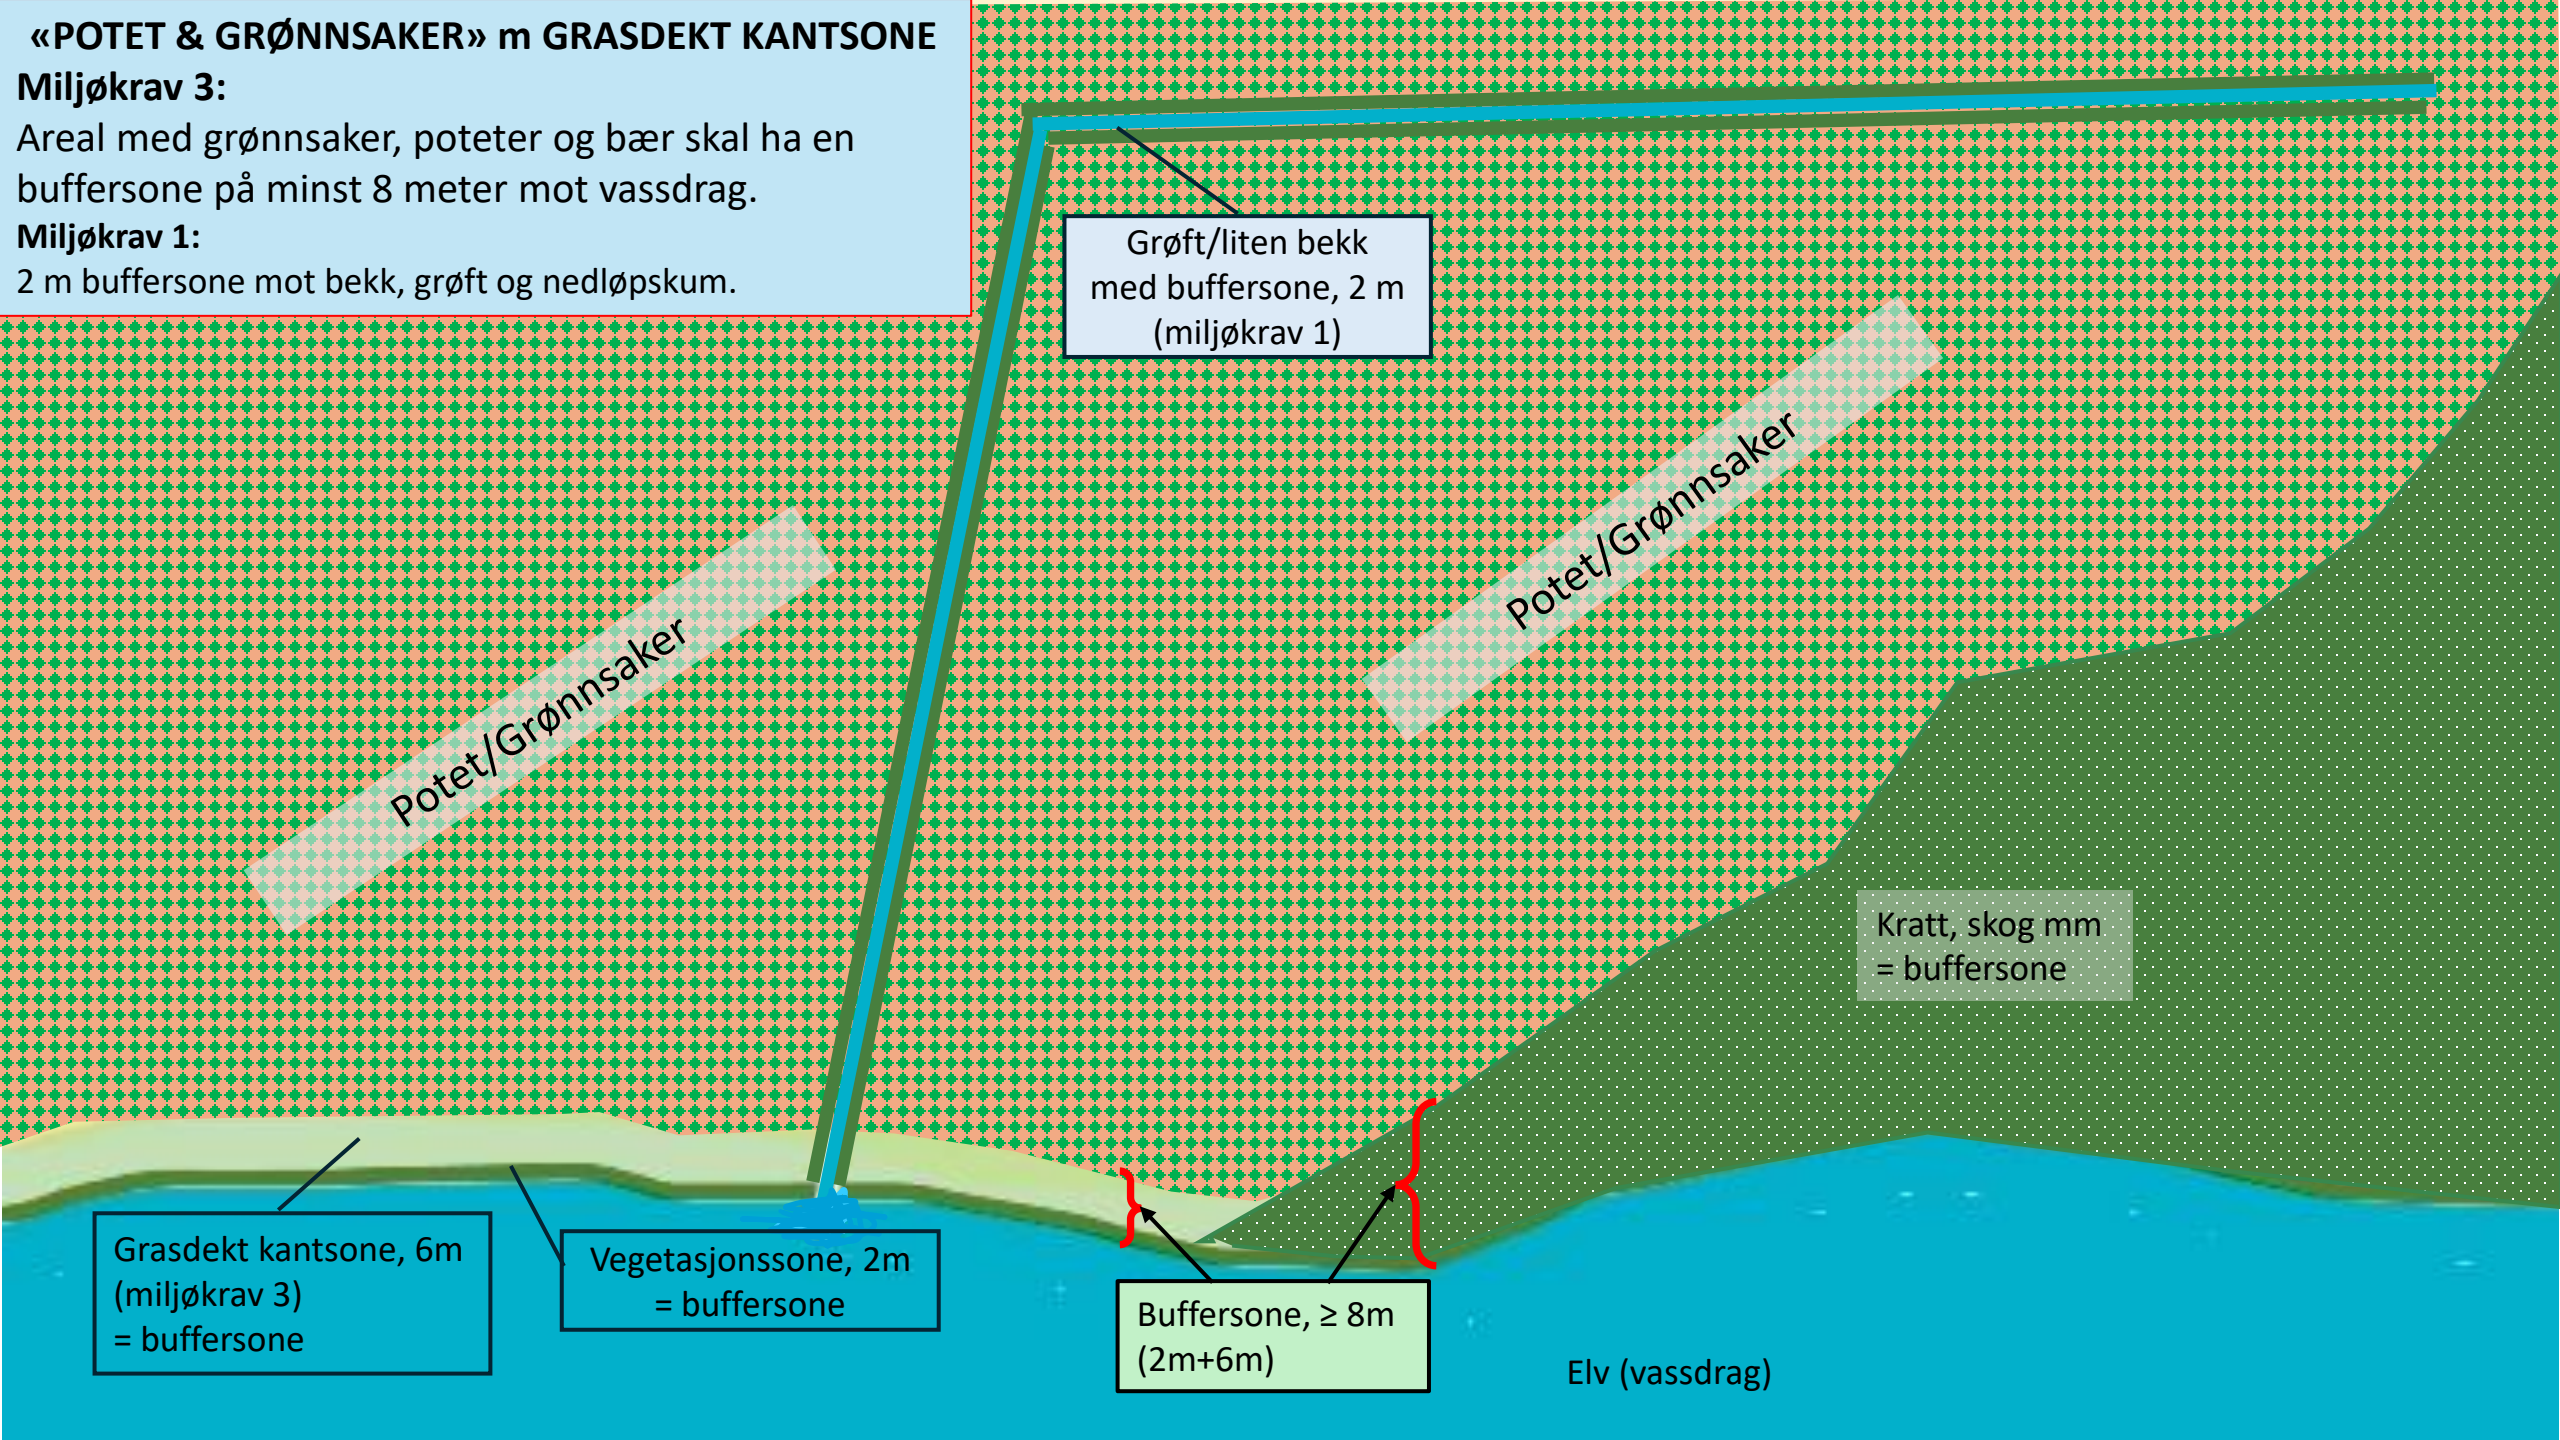 «POTET & GRØNNSAKER» m GRASDEKT KANTSONE
Miljøkrav 3:
Areal med grønnsaker, poteter og bær skal ha en
buffersone på minst 8 meter mot vassdrag.
Miljøkrav 1:
2 m buffersone mot bekk, grøft og nedløpskum.
Grøft/liten bekk
med buffersone, 2 m
(miljøkrav 1)
Potet/Grønnsaker
Potet/Grønnsaker
Kratt, skog mm
= buffersone
Grasdekt kantsone, 6m
(miljøkrav 3)
= buffersone
Vegetasjonssone, 2m
= buffersone
Buffersone, ≥ 8m
(2m+6m)
Elv (vassdrag)